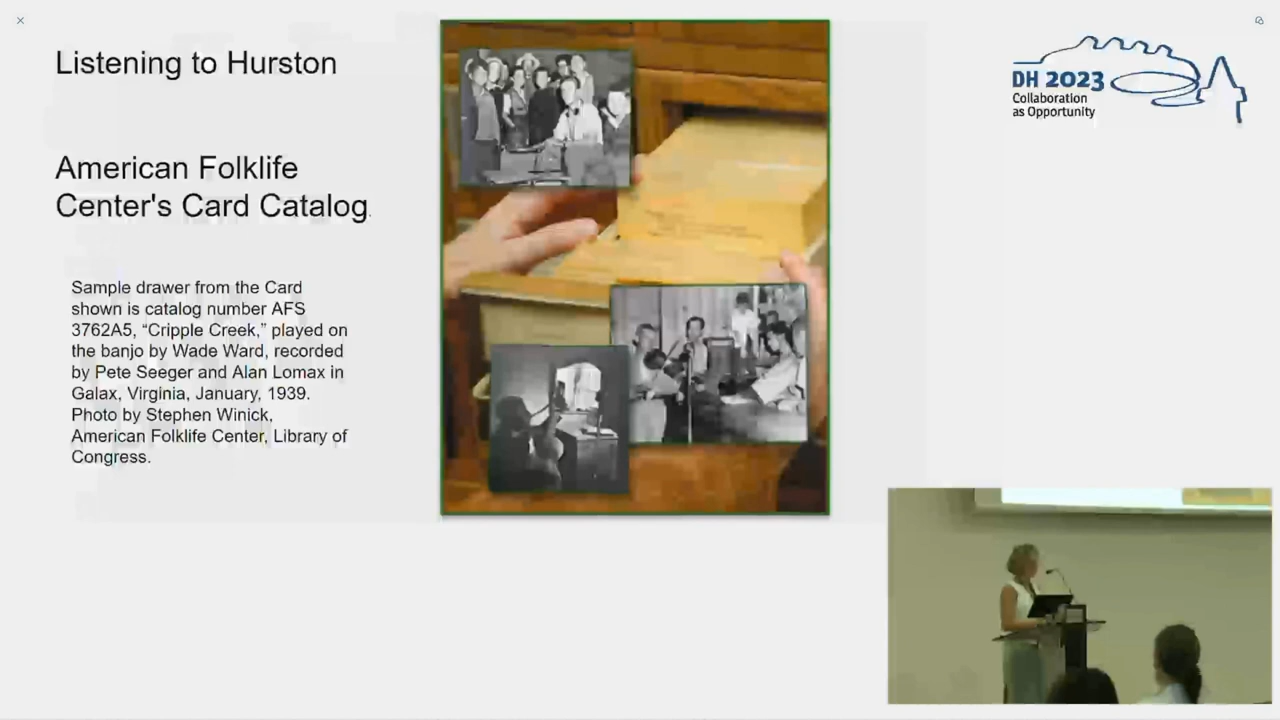 Listening to Hurston
American Folklife
Center's Card Catalog.
Sample drawer from the Card
shown is catalog number AFS
3762A5, “Cripple Creek,” played on
the banjo by Wade Ward, recorded
by Pete Seeger and Alan Lomax in
Galax, Virginia, January, 1939.
Photo by Stephen Winick,
American Folklife Center, Library of
Congress.
DH 2023
Collaboration
as Opportunity